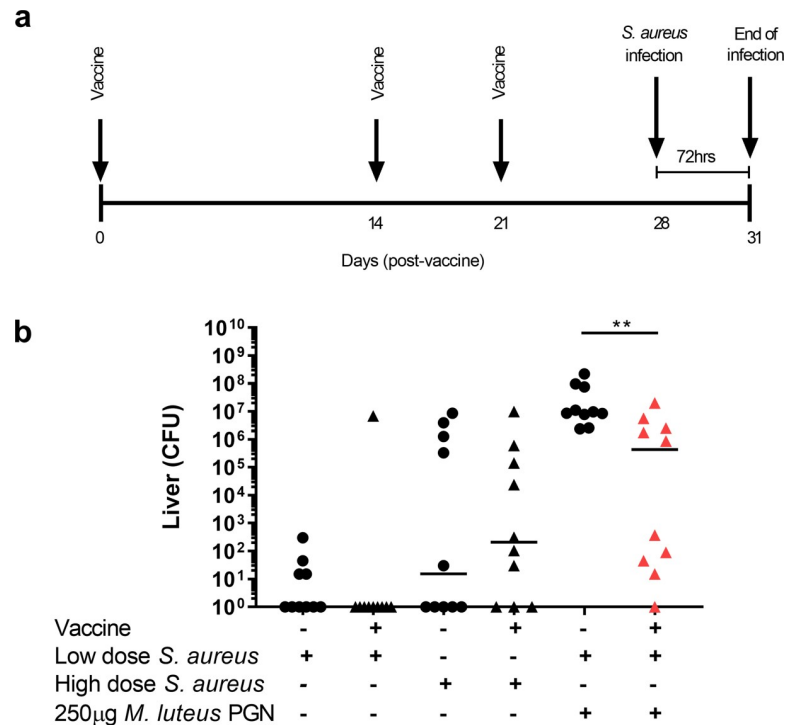 a
Vaccine
Vaccine
Vaccine
S. aureus
infection
End of
infection
72hrs
0
14
21
28
31
Days (post-vaccine)
b
**
10^10
10^9
10^8
10^7
10^6
10^5
10^4
10^3
10^2
10^1
10^0
Liver (CFU)
Vaccine - + - + - +
Low dose S. aureus + + - - + +
High dose S. aureus - - + + - -
250µg M. luteus PGN - - - - + +